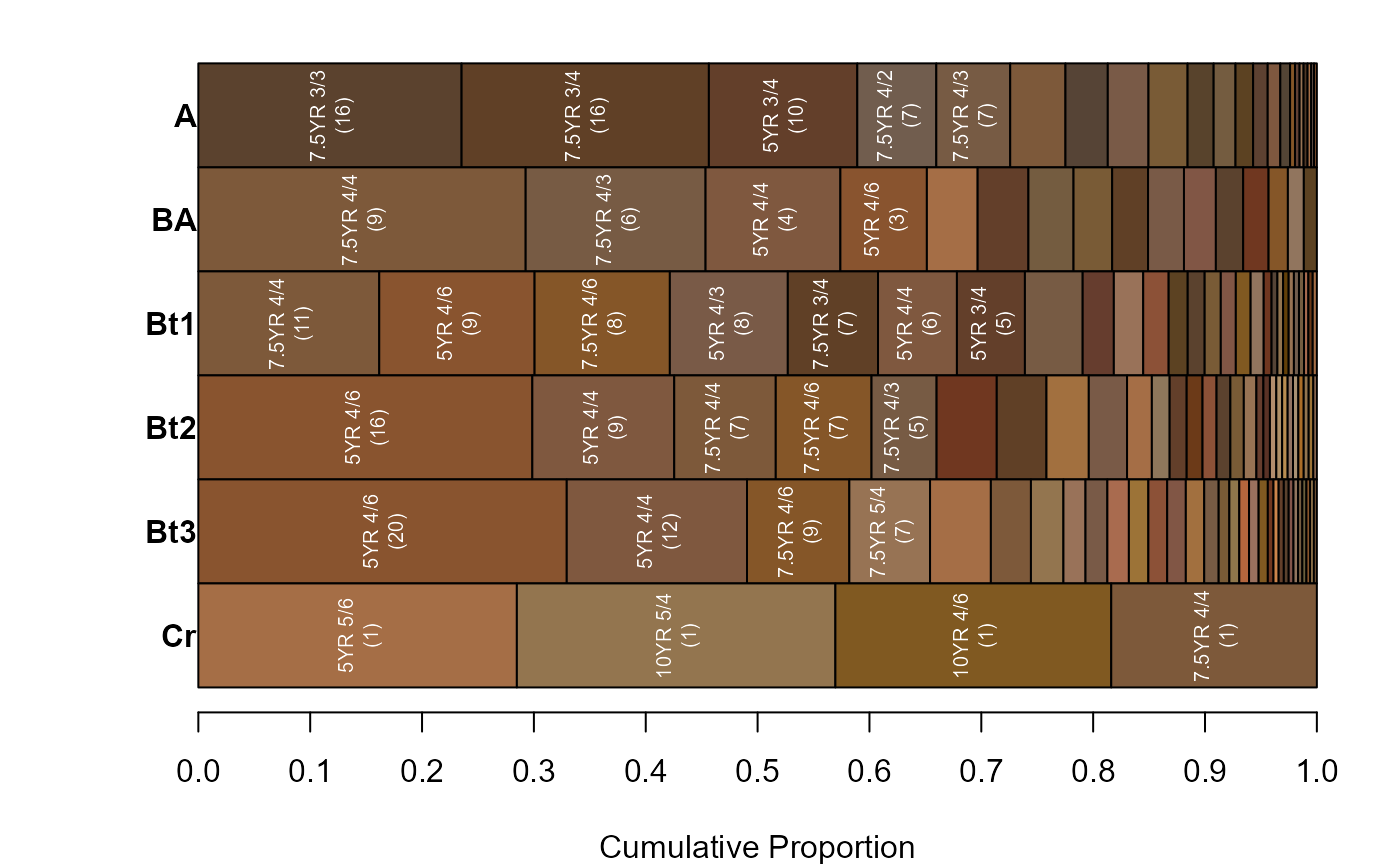 A
7.5YR 3/3
(16)
7.5YR 3/4
(16)
5YR 3/4
(10)
7.5YR 4/2
(7)
7.5YR 4/3
(7)
BA
7.5YR 4/4
(9)
7.5YR 4/3
(6)
5YR 4/4
(4)
5YR 4/6
(3)
Bt1
7.5YR 4/4
(11)
5YR 4/6
(9)
7.5YR 4/6
(8)
5YR 4/3
(8)
7.5YR 3/4
(7)
5YR 4/4
(6)
5YR 3/4
(5)
Bt2
5YR 4/6
(16)
5YR 4/4
(9)
7.5YR 4/4
(7)
7.5YR 4/6
(7)
7.5YR 4/3
(5)
Bt3
5YR 4/6
(20)
5YR 4/4
(12)
7.5YR 4/6
(9)
7.5YR 5/4
(7)
Cr
5YR 5/6
(1)
10YR 5/4
(1)
10YR 4/6
(1)
7.5YR 4/4
(1)
0.0 0.1 0.2 0.3 0.4 0.5 0.6 0.7 0.8 0.9 1.0
Cumulative Proportion